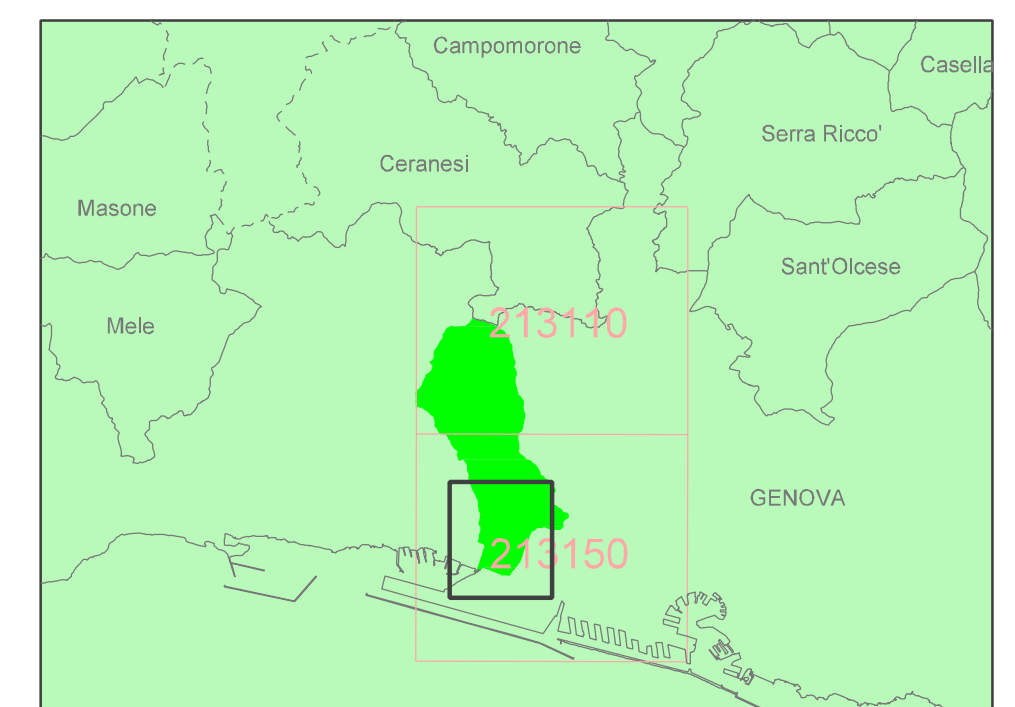 Campomorone
Casella
Serra Ricco'
Ceranesi
Masone
Sant'Olcese
213110
Mele
GENOVA
213150